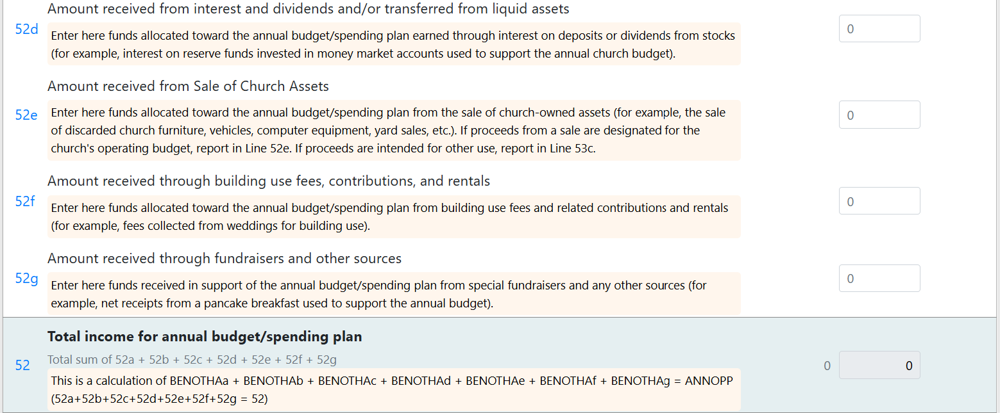 Amount received from interest and dividends and/or transferred from liquid assets
52d
Enter here funds allocated toward the annual budget/spending plan earned through interest on deposits or dividends from stocks
(for example, interest on reserve funds invested in money market accounts used to support the annual church budget).
0
Amount received from Sale of Church Assets
52e
Enter here funds allocated toward the annual budget/spending plan from the sale of church-owned assets (for example, the sale
of discarded church furniture, vehicles, computer equipment, yard sales, etc.). If proceeds from a sale are designated for the
church's operating budget, report in Line 52e. If proceeds are intended for other use, report in Line 53c.
0
Amount received through building use fees, contributions, and rentals
52f
Enter here funds allocated toward the annual budget/spending plan from building use fees and related contributions and rentals
(for example, fees collected from weddings for building use).
0
Amount received through fundraisers and other sources
52g
Enter here funds received in support of the annual budget/spending plan from special fundraisers and any other sources (for
example, net receipts from a pancake breakfast used to support the annual budget).
0
Total income for annual budget/spending plan
52
Total sum of 52a + 52b + 52c + 52d + 52e + 52f + 52g
This is a calculation of BENOTHAa + BENOTHAb + BENOTHAc + BENOTHAd + BENOTHAe + BENOTHAf + BENOTHAg = ANNOPP
(52a+52b+52c+52d+52e+52f+52g = 52)
0 0